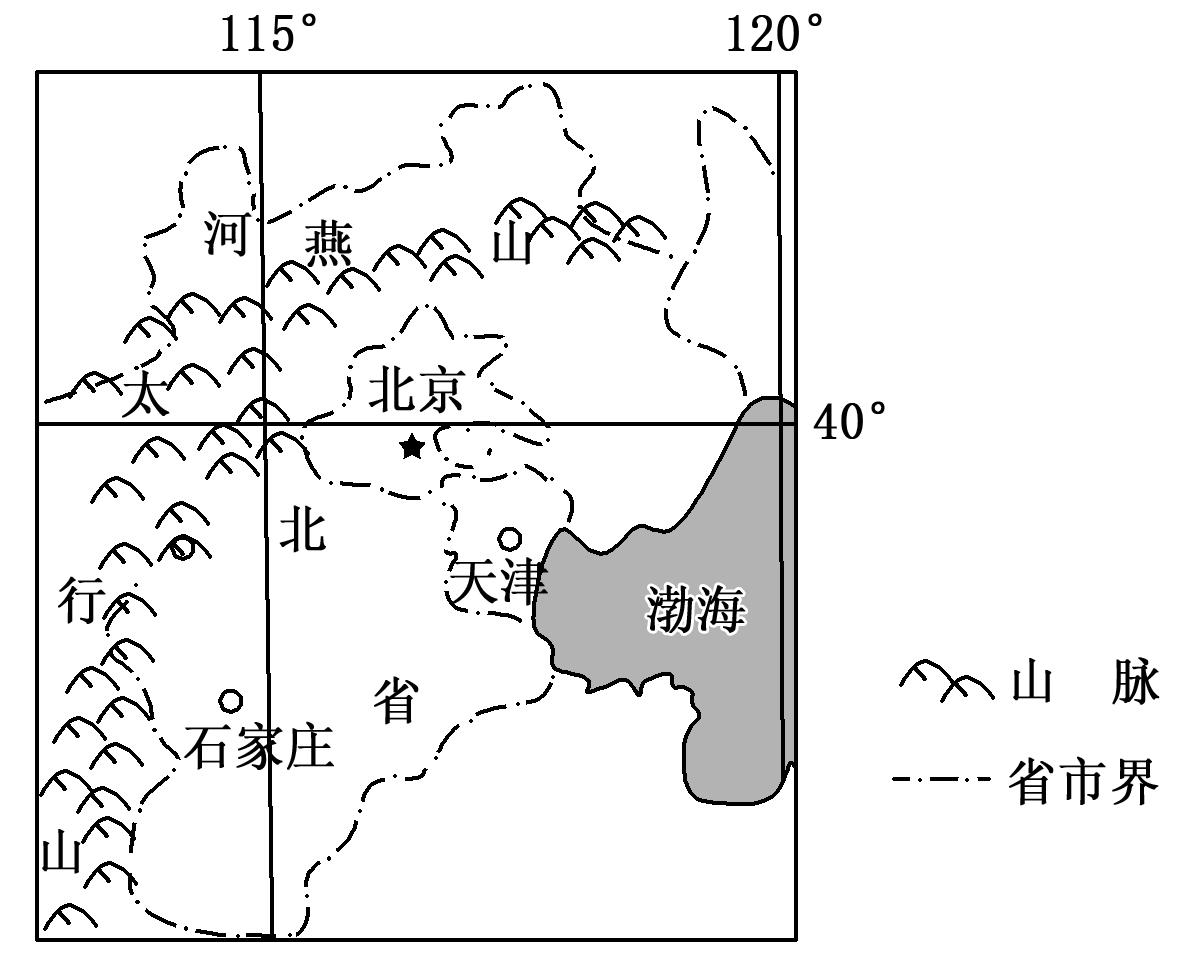 115° 120°
河 燕 山
太 北京
40°
北
天津
行 渤海
省
石家庄
山
山 脉
省市界